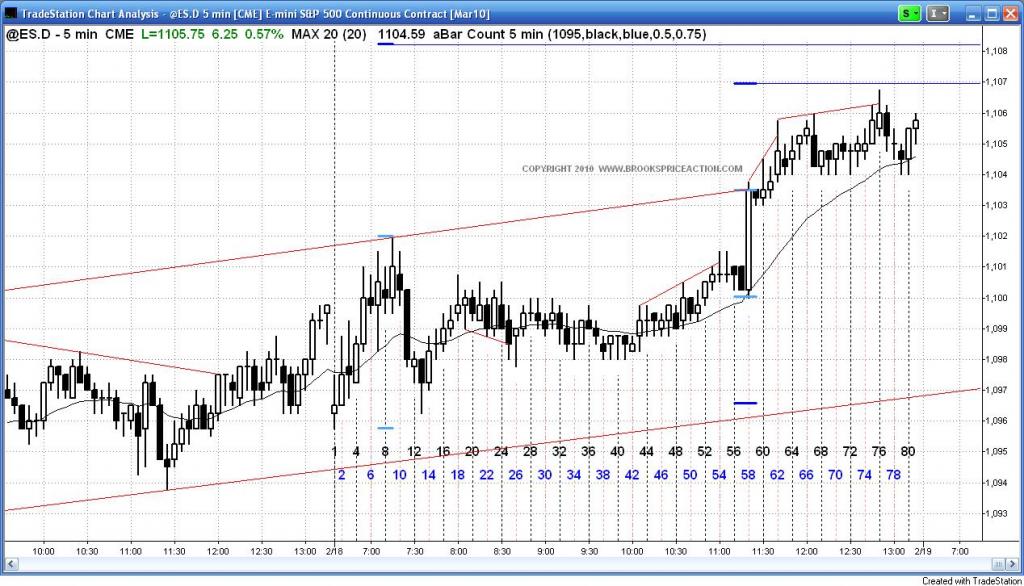 TradeStation Chart Analysis - @ES.D 5 min [CME] E-mini S&P 500 Continuous Contract [Mar10]
S
I
@ES.D - 5 min CME L=1105.75 6.25 0.57% MAX 20 (20) 1104.59 aBar Count 5 min (1095,black,blue,0.5,0.75)
1,108
1,107
1,106
1,105
COPYRIGHT 2010 WWW.BROOKSPRICEACTION.COM
1,104
1,103
1,102
1,101
1,100
1,099
1,098
1,097
1,096
1,095
1,094
1,093
1 4 8 12 16 20 24 28 32 36 40 44 48 52 56 60 64 68 72 76 80
2 6 10 14 18 22 26 30 34 38 42 46 50 54 58 62 66 70 74 78
10:00 10:30 11:00 11:30 12:00 12:30 13:00 2/18 7:00 7:30 8:00 8:30 9:00 9:30 10:00 10:30 11:00 11:30 12:00 12:30 13:00 2/19 7:00
Created with TradeStation